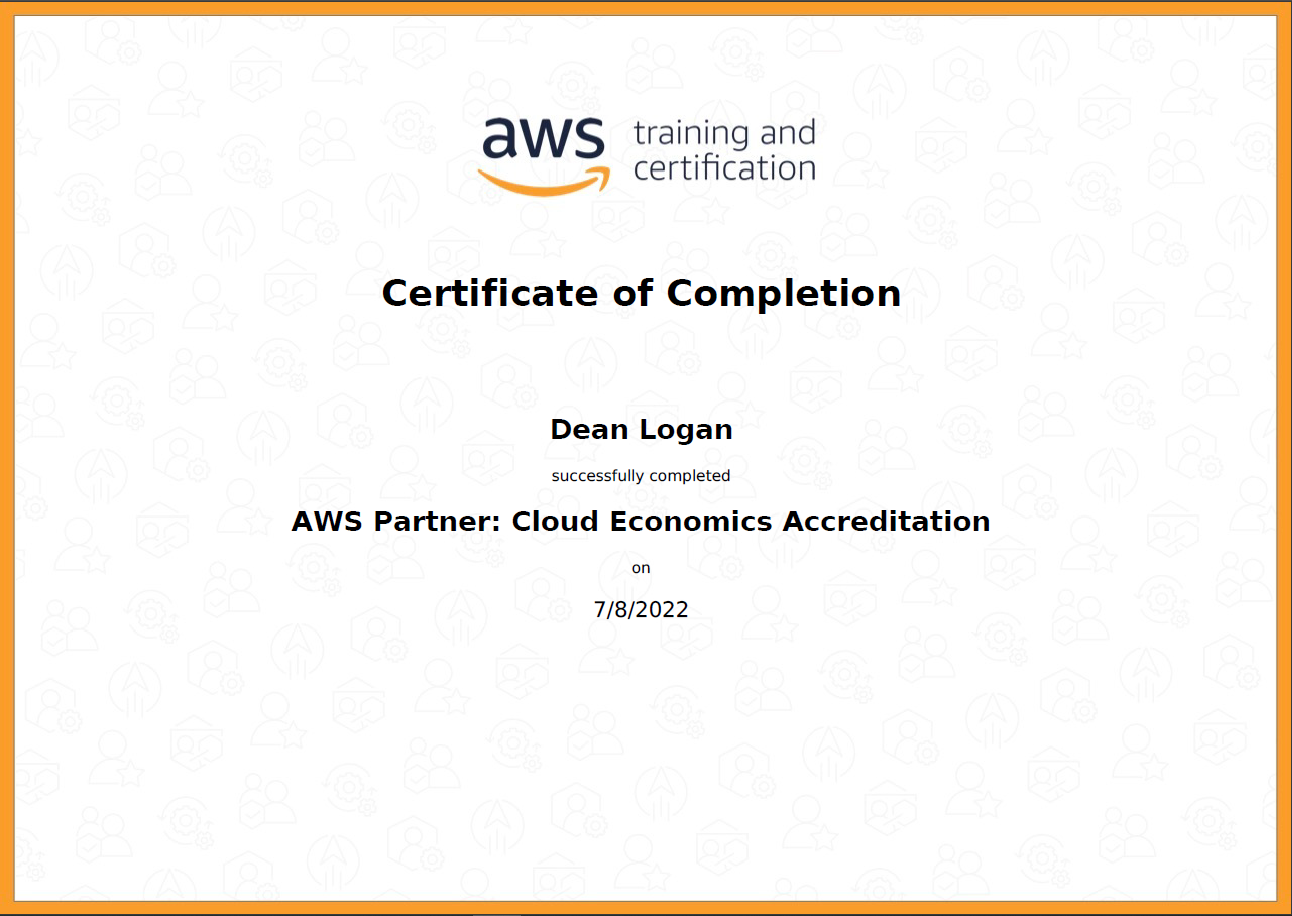 aws training and
certification
Certificate of Completion
Dean Logan
successfully completed
AWS Partner: Cloud Economics Accreditation
on
7/8/2022